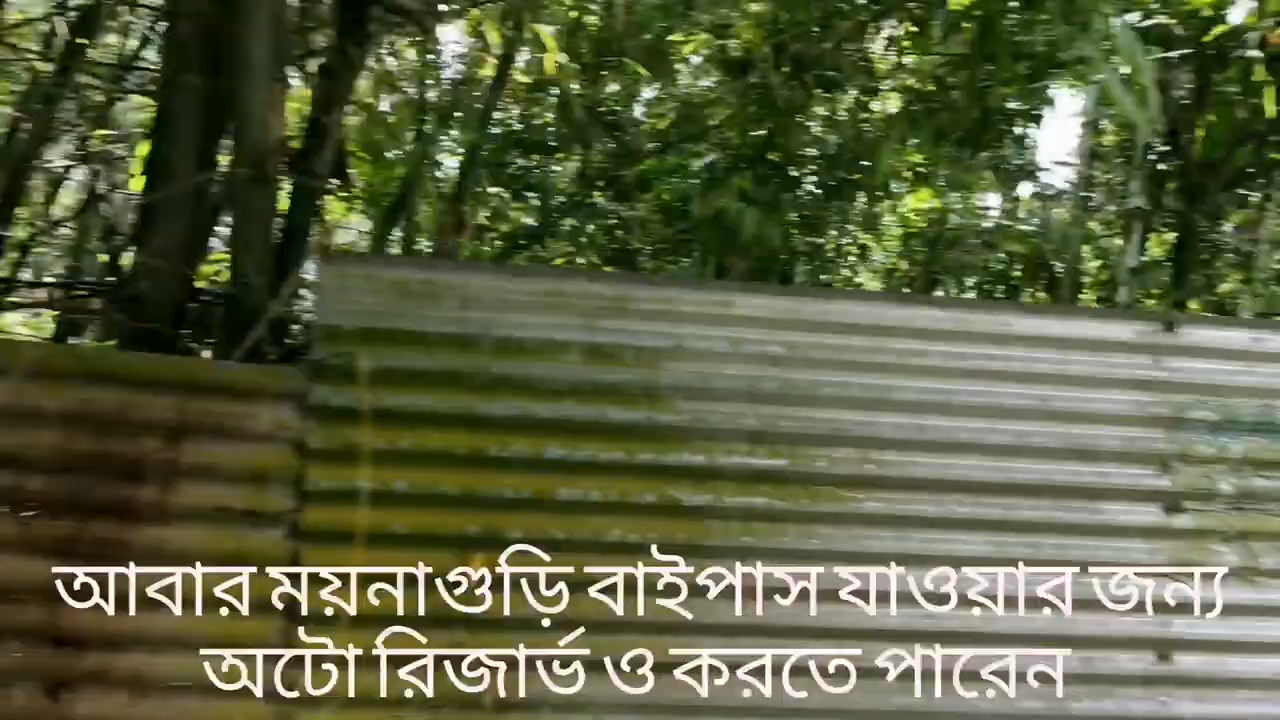 আবার ময়নাগুড়ি বাইপাস যাওয়ার জন্য
অটো রিজার্ভ ও করতে পারেন